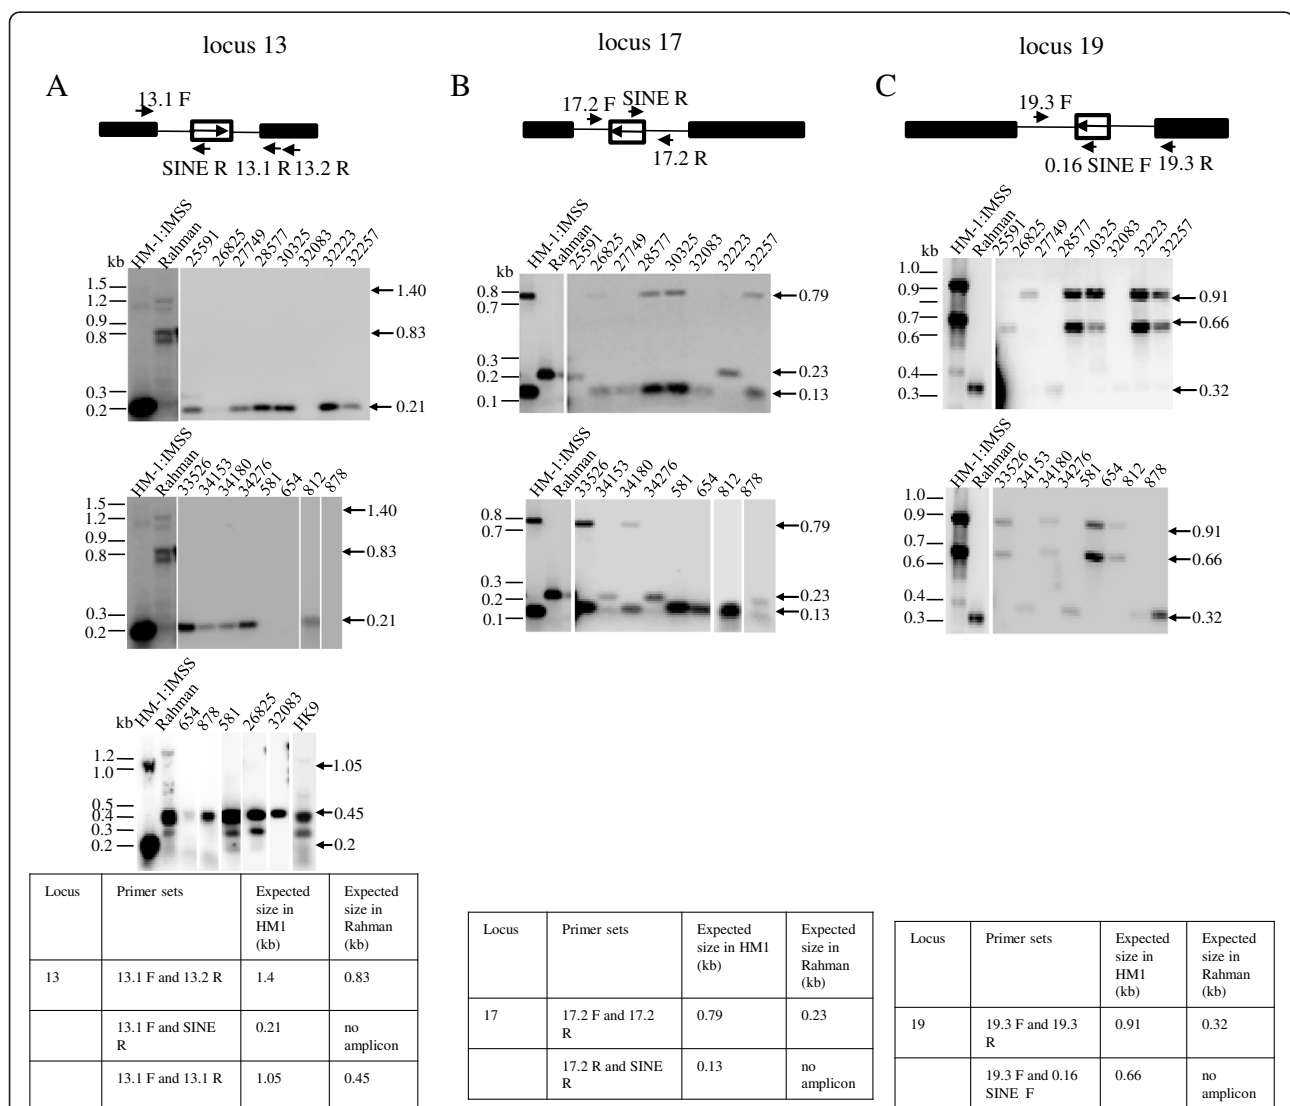 locus 13
locus 17
locus 19
A
13.1 F
SINE R
13.1 R
13.2 R
B
17.2 F
SINE R
17.2 R
C
19.3 F
0.16 SINE F
19.3 R
kb
HM-1:IMSS
Rahman
25591
26825
27749
28577
30325
32083
32223
32257
1.5
1.2
0.9
0.8
0.3
0.2
1.40
0.83
0.21
HM-1:IMSS
Rahman
33526
34153
34180
34276
581
654
812
878
1.5
1.2
0.9
0.8
0.3
0.2
1.40
0.83
0.21
kb
HM-1:IMSS
Rahman
654
878
581
26825
32083
HK9
1.2
1.0
0.5
0.4
0.3
0.2
1.05
0.45
0.2
kb
HM-1:IMSS
Rahman
25591
26825
27749
28577
30325
32083
32223
32257
0.8
0.7
0.3
0.2
0.1
0.79
0.23
0.13
HM-1:IMSS
Rahman
33526
34153
34180
34276
581
654
812
878
0.8
0.7
0.3
0.2
0.1
0.79
0.23
0.13
HM-1:IMSS
Rahman
25591
26825
27749
28577
30325
32083
32223
32257
1.0
0.9
0.7
0.6
0.4
0.3
0.91
0.66
0.32
HM-1:IMSS
Rahman
33526
34153
34180
34276
581
654
812
878
1.0
0.9
0.7
0.6
0.4
0.3
0.91
0.66
0.32
Locus Primer sets Expected size in HM1 (kb) Expected size in Rahman (kb)
13 13.1 F and 13.2 R 1.4 0.83
13.1 F and SINE R 0.21 no amplicon
13.1 F and 13.1 R 1.05 0.45
Locus Primer sets Expected size in HM1 (kb) Expected size in Rahman (kb)
17 17.2 F and 17.2 R 0.79 0.23
17.2 R and SINE R 0.13 no amplicon
Locus Primer sets Expected size in HM1 (kb) Expected size in Rahman (kb)
19 19.3 F and 19.3 R 0.91 0.32
19.3 F and 0.16 SINE F 0.66 no amplicon